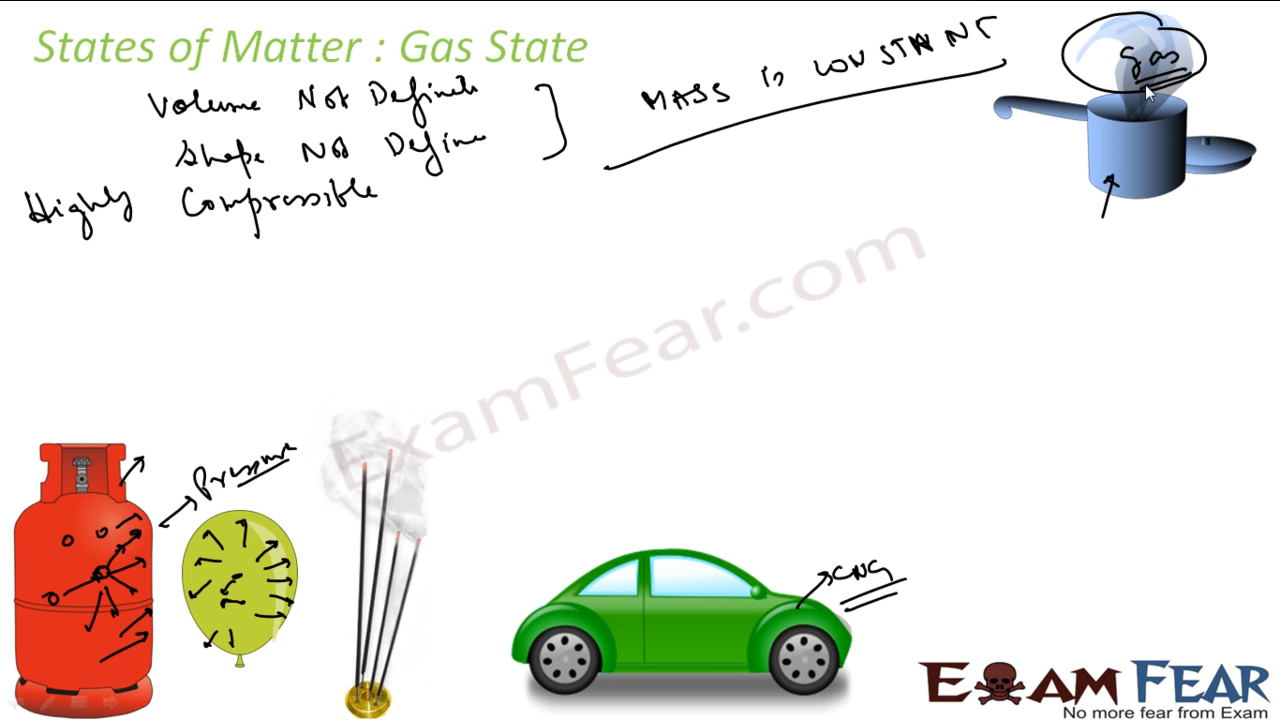 States of Matter : Gas State
Volume Not Definite
MASS is CONSTANT
Gas
Shape Not Define
Highly Compressible
ExamFear.com
Pressure
CNG
EXAM FEAR
No more fear from Exam